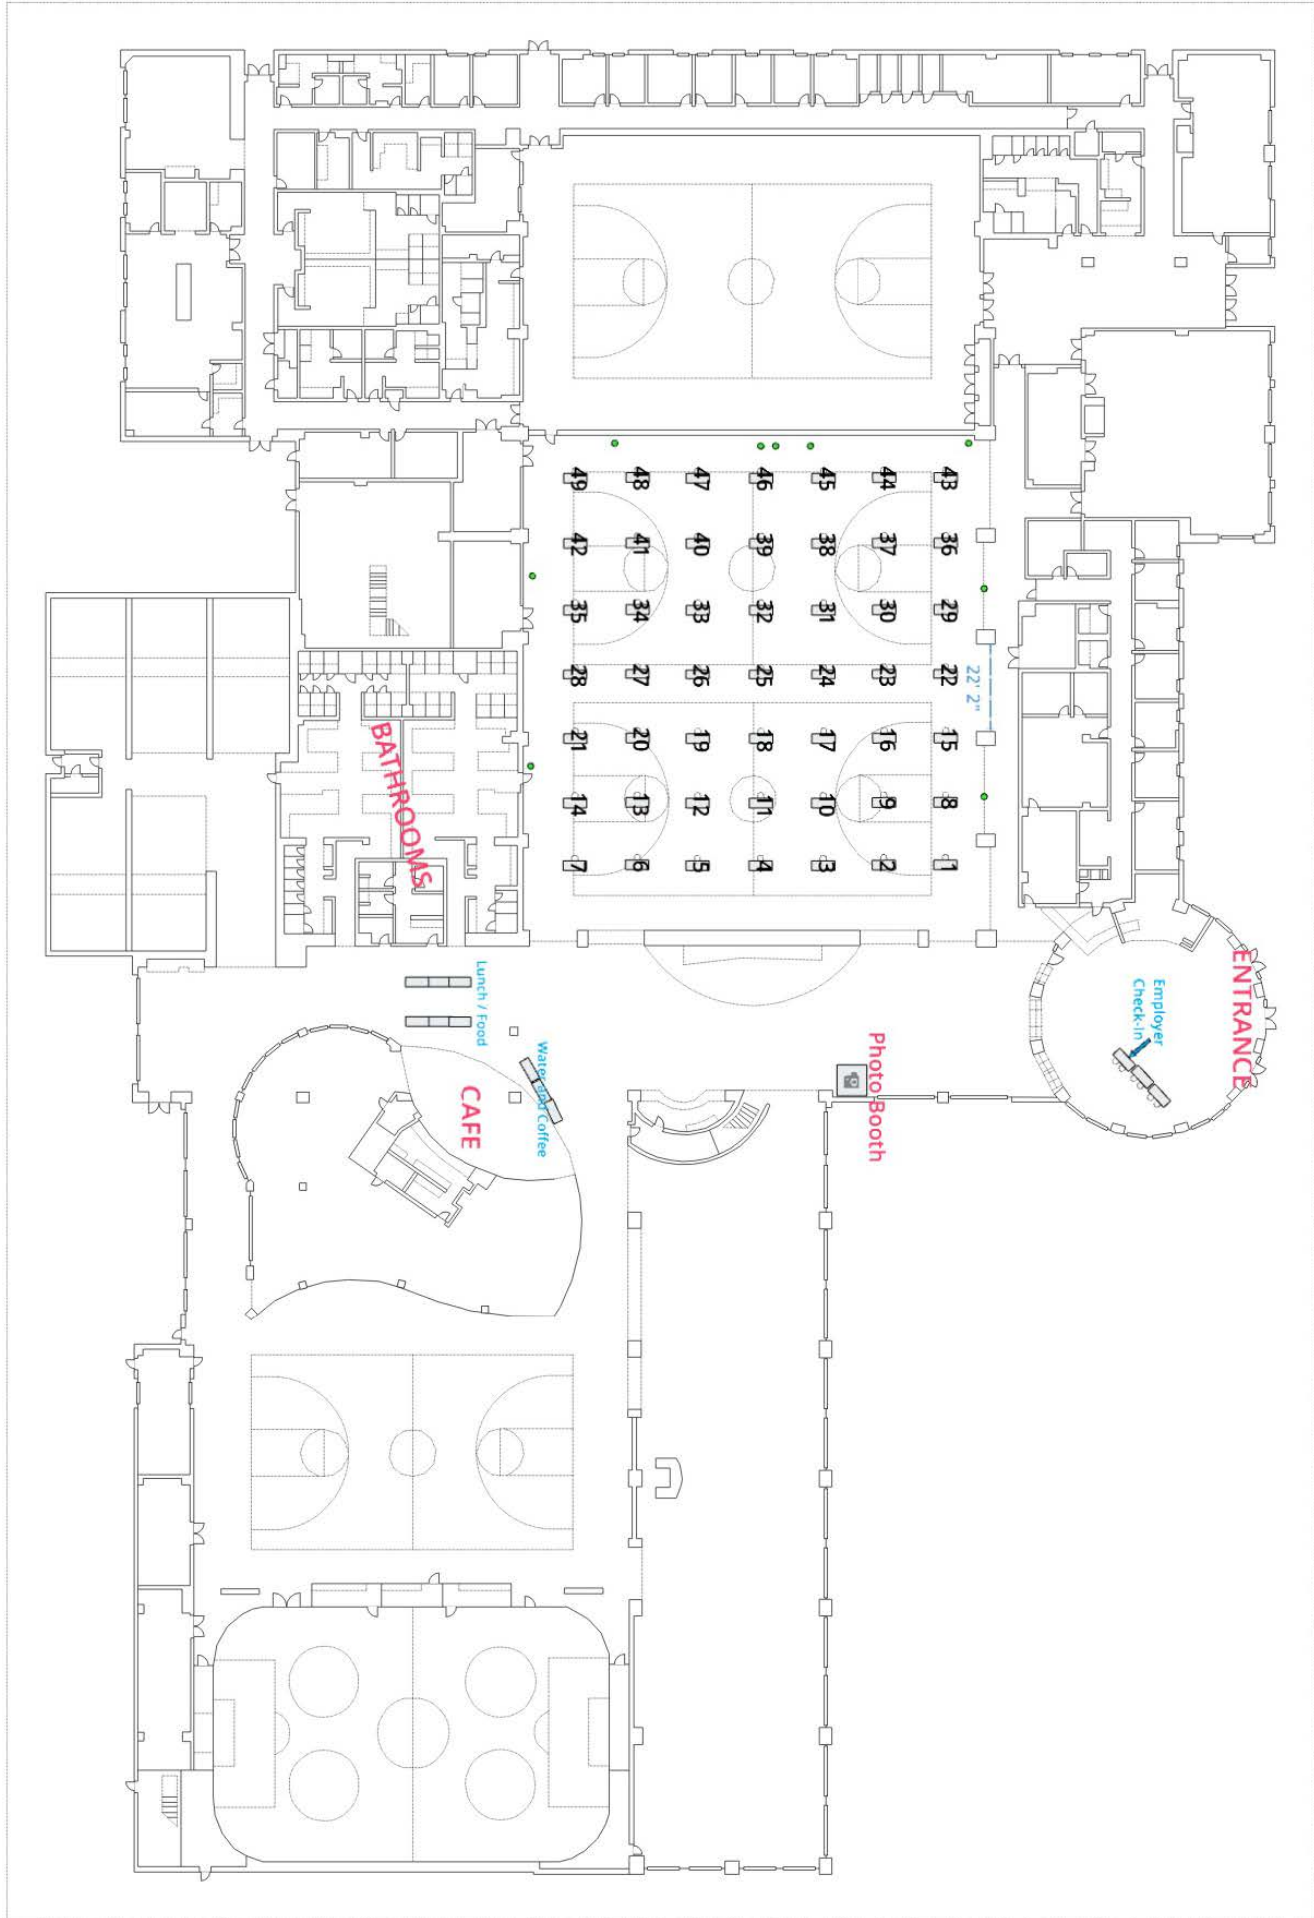 49 48 47 46 45 44 43
42 41 40 39 38 37 36
35 34 33 32 31 30 29
28 27 26 25 24 23 22
22' 2"
21 20 19 18 17 16 15
14 13 12 11 10 9 8
7 6 5 4 3 2 1
BATHROOMS
ENTRANCE
Employer
Check-In
Lunch / Food
Water and Coffee
CAFE
Photo Booth